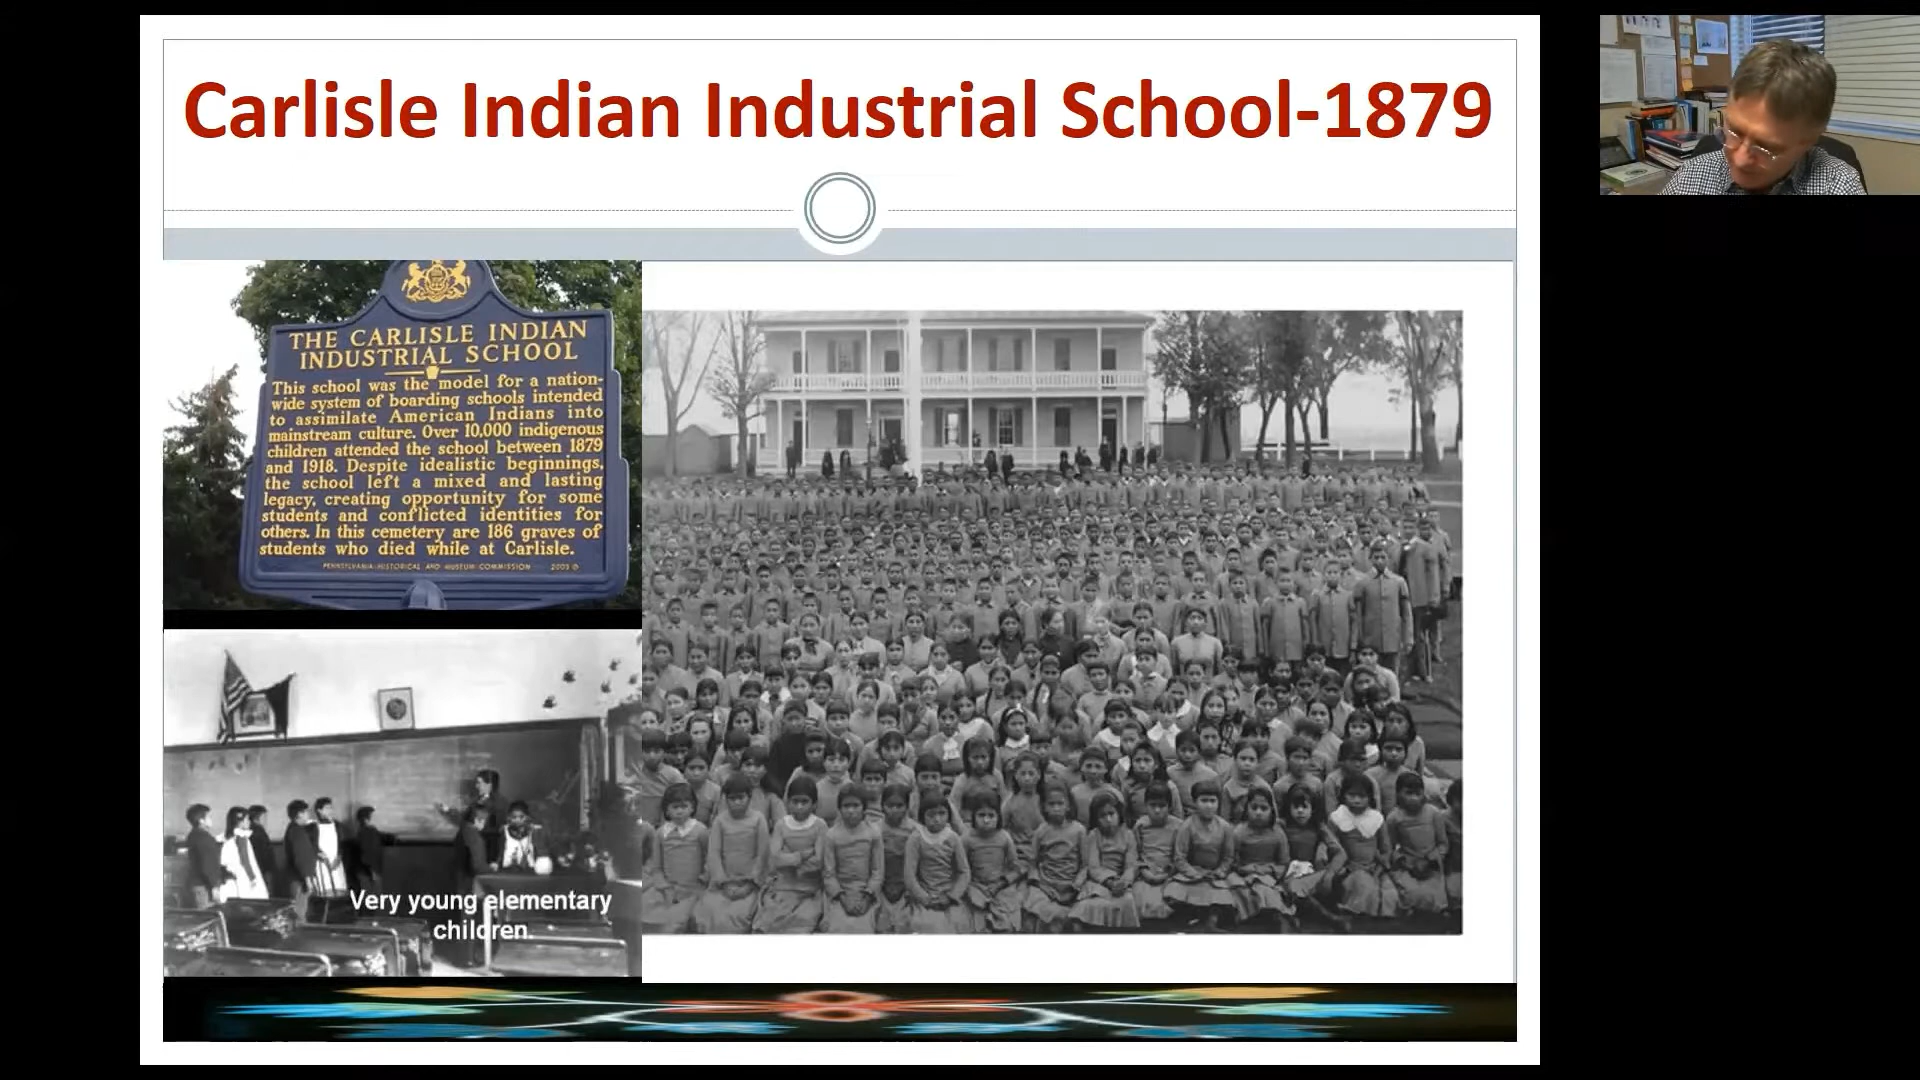 Carlisle Indian Industrial School-1879
THE CARLISLE INDIAN
INDUSTRIAL SCHOOL
This school was the model for a nation-
wide system of boarding schools intended
to assimilate American Indians into
mainstream culture. Over 10,000 indigenous
children attended the school between 1879
and 1918. Despite idealistic beginnings,
the school left a mixed and lasting
legacy, creating opportunity for some
students and conflicted identities for
others. In this cemetery are 186 graves of
students who died while at Carlisle.
PENNSYLVANIA HISTORICAL AND MUSEUM COMMISSION 2003 ©
Very young elementary
children.